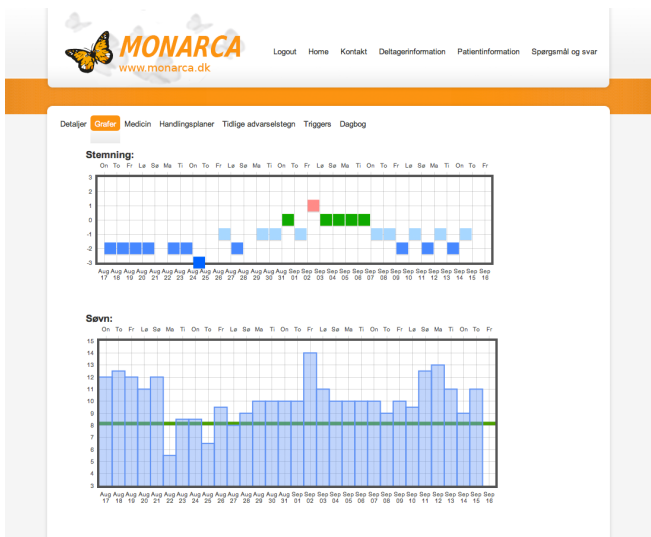 MONARCA
www.monarca.dk
Logout Home Kontakt Deltagerinformation Patientinformation Spørgsmål og svar
Detaljer Grafer Medicin Handlingsplaner Tidlige advarselstegn Triggers Dagbog
Stemning:
On To Fr Lø Sø Ma Ti On To Fr Lø Sø Ma Ti On To Fr Lø Sø Ma Ti On To Fr Lø Sø Ma Ti On To Fr
3
2
1
0
-1
-2
-3
Aug Aug Aug Aug Aug Aug Aug Aug Aug Aug Aug Aug Aug Aug Aug Sep Sep Sep Sep Sep Sep Sep Sep Sep Sep Sep Sep Sep Sep Sep Sep
17 18 19 20 21 22 23 24 25 26 27 28 29 30 31 01 02 03 04 05 06 07 08 09 10 11 12 13 14 15 16
Søvn:
On To Fr Lø Sø Ma Ti On To Fr Lø Sø Ma Ti On To Fr Lø Sø Ma Ti On To Fr Lø Sø Ma Ti On To Fr
15
14
13
12
11
10
9
8
7
6
5
4
3
Aug Aug Aug Aug Aug Aug Aug Aug Aug Aug Aug Aug Aug Aug Aug Sep Sep Sep Sep Sep Sep Sep Sep Sep Sep Sep Sep Sep Sep Sep Sep
17 18 19 20 21 22 23 24 25 26 27 28 29 30 31 01 02 03 04 05 06 07 08 09 10 11 12 13 14 15 16